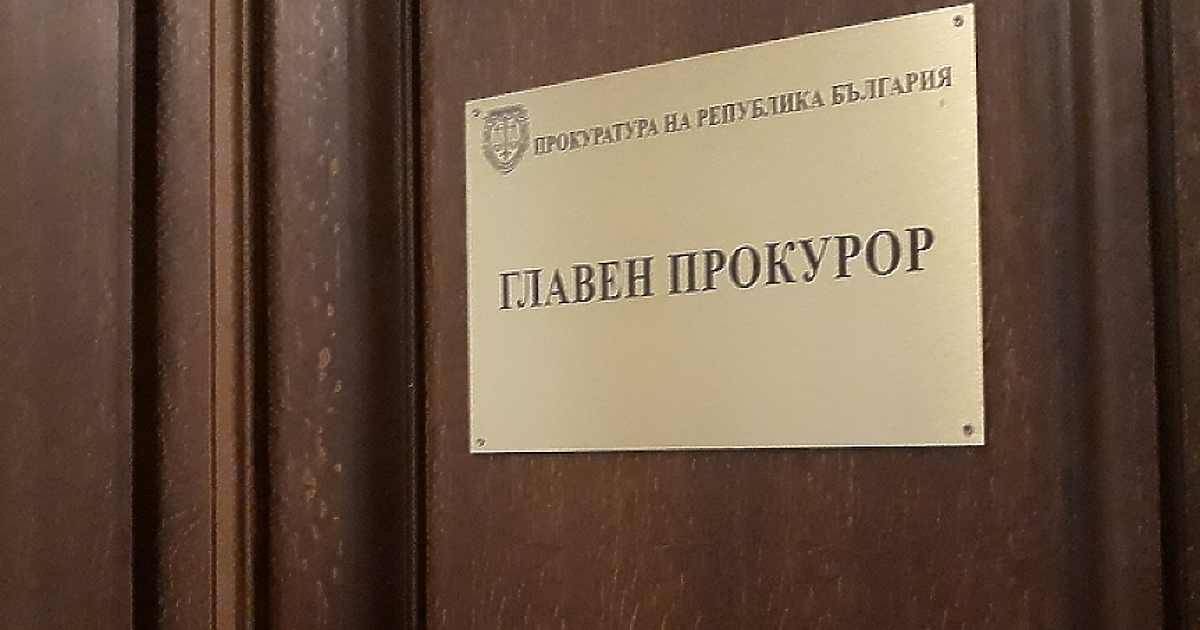 ПРОКУРАТУРА НА РЕПУБЛИКА БЪЛГАРИЯ
ГЛАВЕН ПРОКУРОР